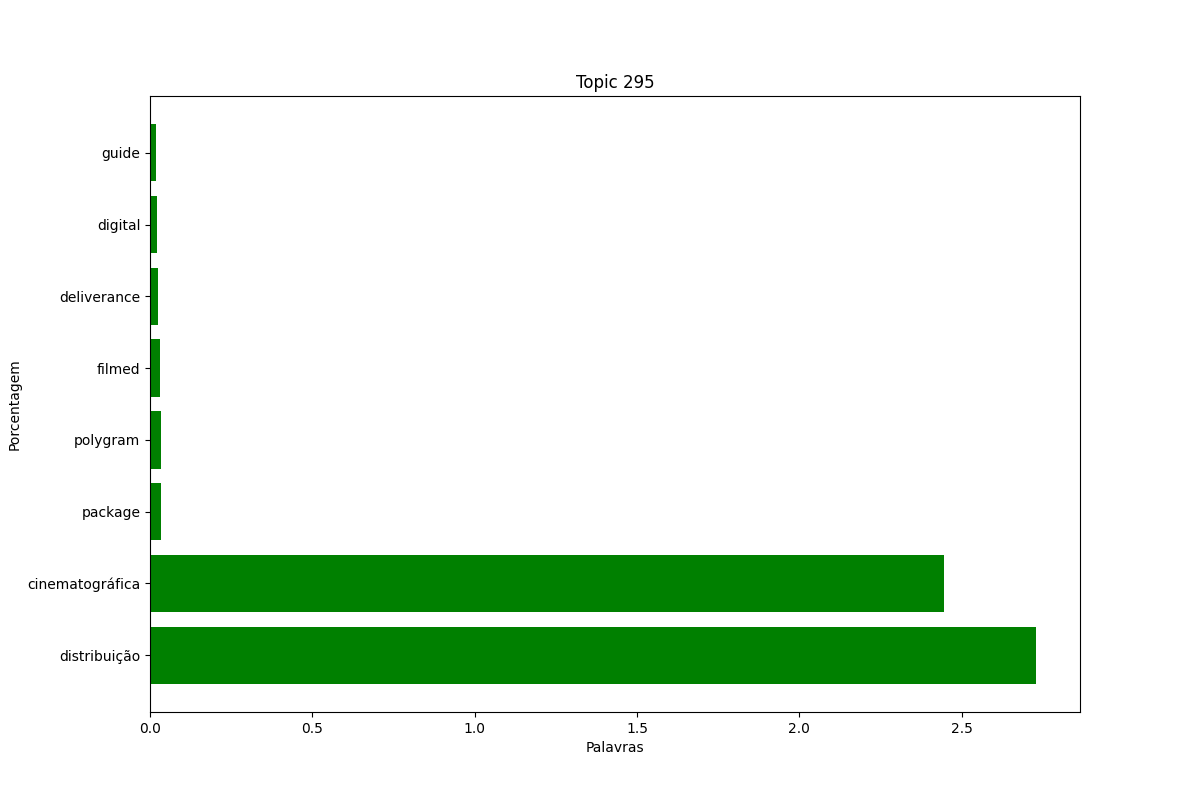 Topic 295
guide
digital
deliverance
filmed
polygram
package
cinematográfica
distribuição
Porcentagem
0.0 0.5 1.0 1.5 2.0 2.5
Palavras